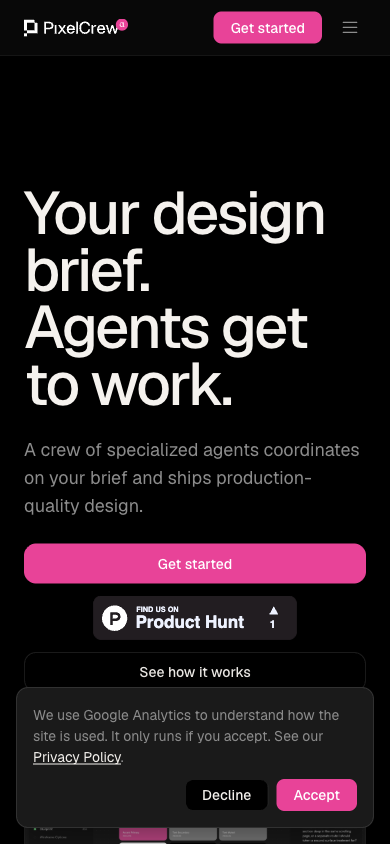 PixelCrew α
Get started
Your design
brief.
Agents get
to work.
A crew of specialized agents coordinates
on your brief and ships production-
quality design.
Get started
P
FIND US ON
Product Hunt
▲
1
See how it works
We use Google Analytics to understand how the
site is used. It only runs if you accept. See our
Privacy Policy.
Decline
Accept